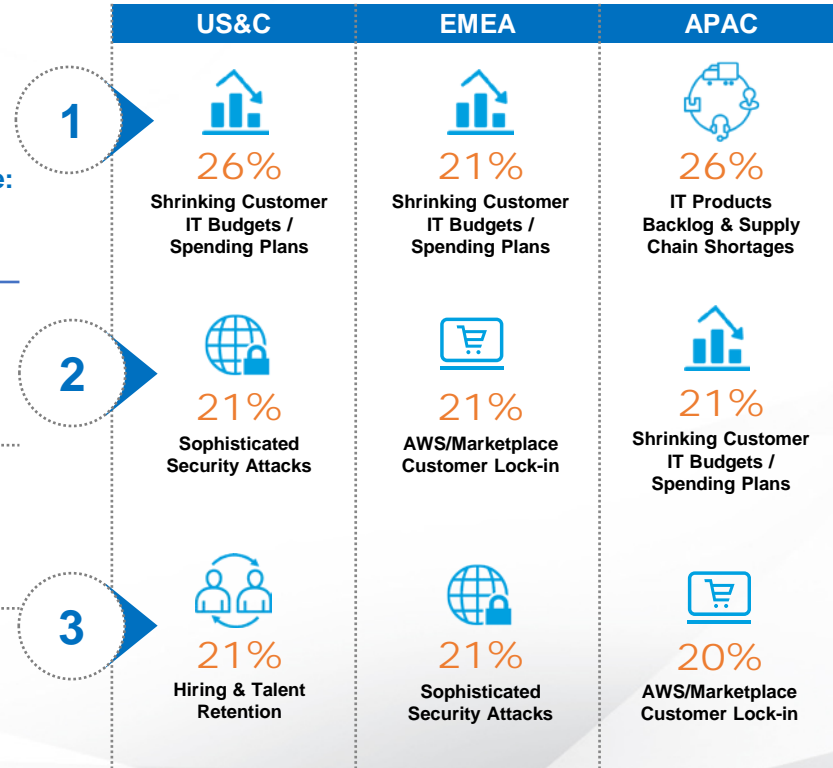 US&C
EMEA
APAC
1
e:
26%
Shrinking Customer
IT Budgets /
Spending Plans
21%
Shrinking Customer
IT Budgets /
Spending Plans
26%
IT Products
Backlog & Supply
Chain Shortages
2
21%
Sophisticated
Security Attacks
21%
AWS/Marketplace
Customer Lock-in
21%
Shrinking Customer
IT Budgets /
Spending Plans
3
21%
Hiring & Talent
Retention
21%
Sophisticated
Security Attacks
20%
AWS/Marketplace
Customer Lock-in